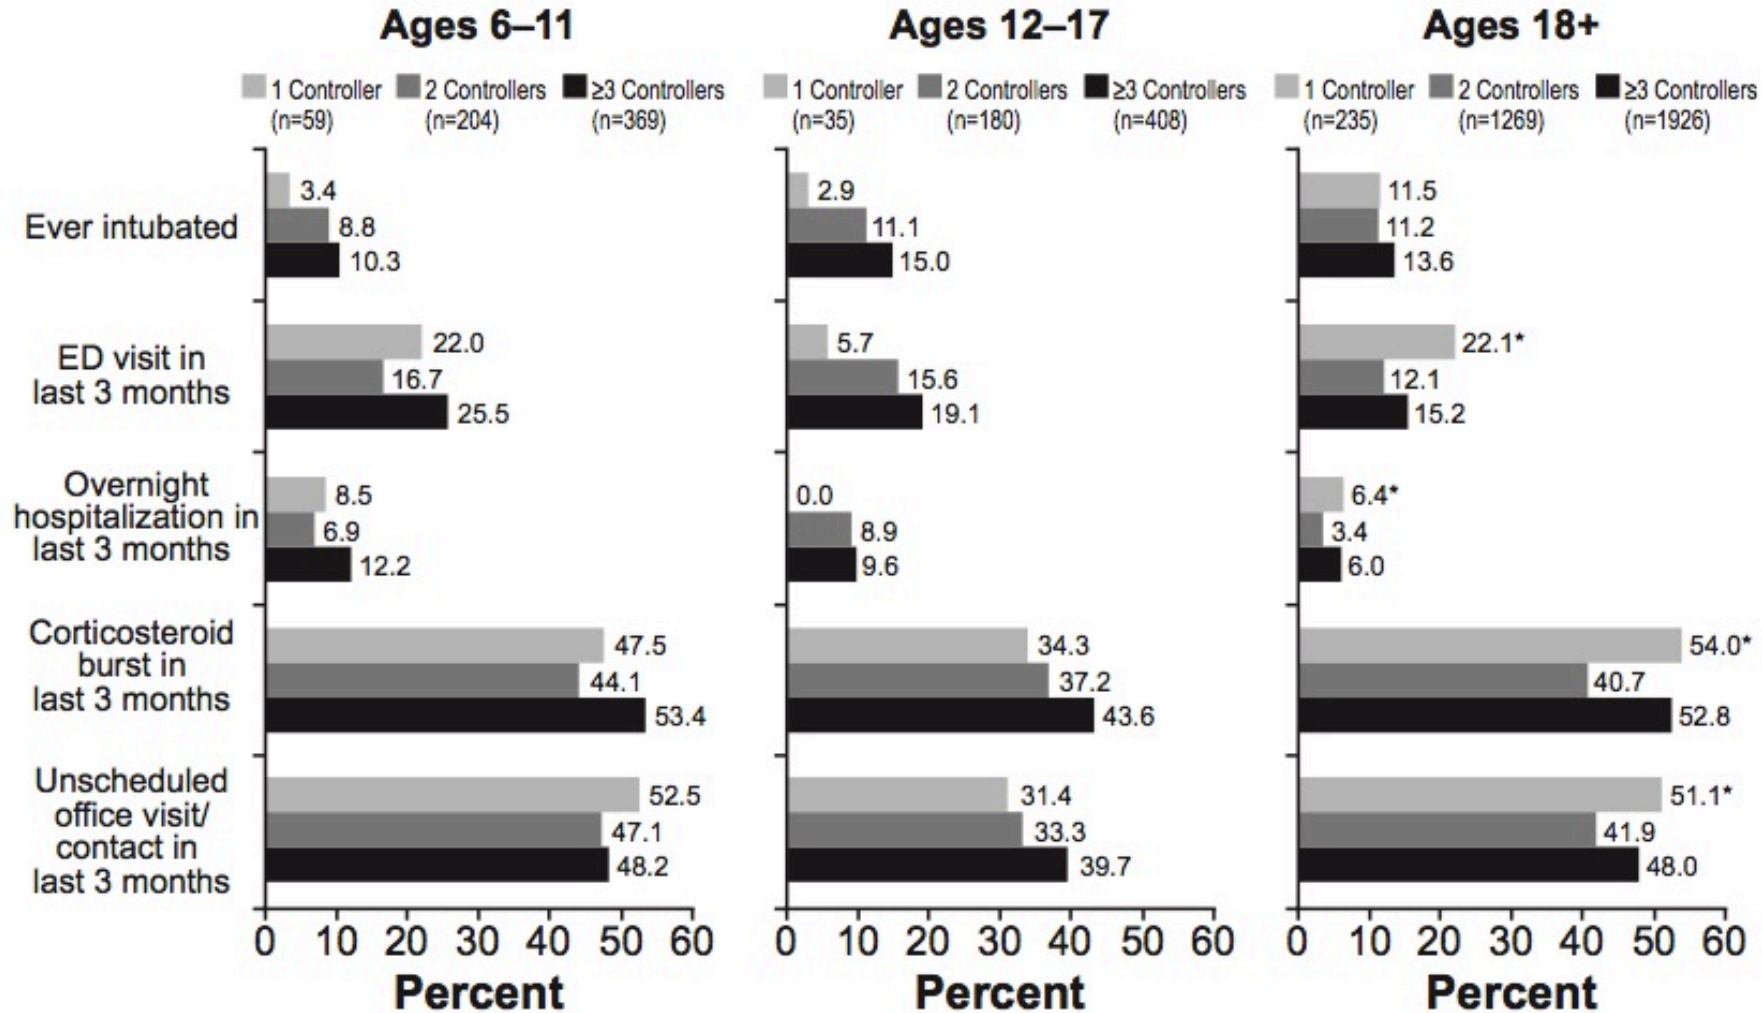 Ages 6–11
Ages 12–17
Ages 18+
1 Controller 2 Controllers ≥3 Controllers
(n=59) (n=204) (n=369)
1 Controller 2 Controllers ≥3 Controllers
(n=35) (n=180) (n=408)
1 Controller 2 Controllers ≥3 Controllers
(n=235) (n=1269) (n=1926)
Ever intubated
3.4
8.8
10.3
2.9
11.1
15.0
11.5
11.2
13.6
ED visit in
last 3 months
22.0
16.7
25.5
5.7
15.6
19.1
22.1*
12.1
15.2
Overnight
hospitalization in
last 3 months
8.5
6.9
12.2
0.0
8.9
9.6
6.4*
3.4
6.0
Corticosteroid
burst in
last 3 months
47.5
44.1
53.4
34.3
37.2
43.6
54.0*
40.7
52.8
Unscheduled
office visit/
contact in
last 3 months
52.5
47.1
48.2
31.4
33.3
39.7
51.1*
41.9
48.0
0 10 20 30 40 50 60
0 10 20 30 40 50 60
0 10 20 30 40 50 60
Percent
Percent
Percent